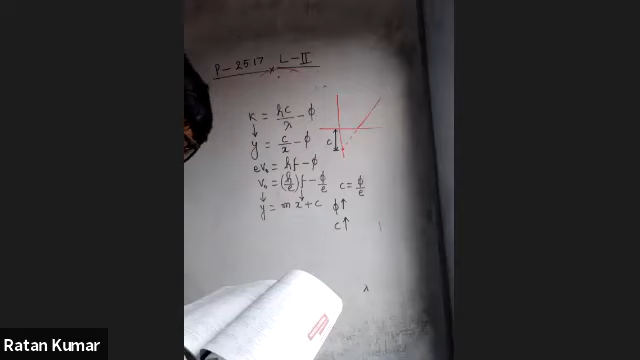 P-2517 L-II
K = hc/λ - ϕ
y = c/x - ϕ
eV₀ = hf - ϕ
V₀ = (h/e)f - ϕ/e c = ϕ/e
y = mx + c ϕ↑
c↑
c
λ
Ratan Kumar